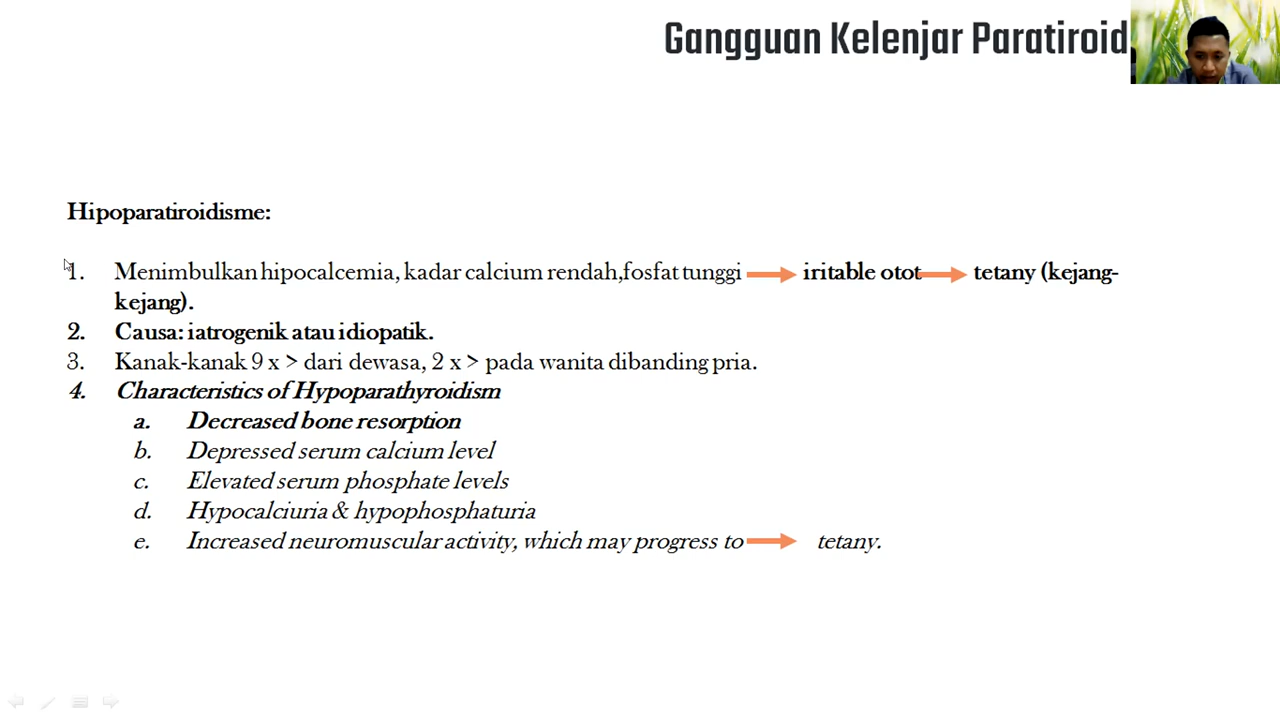 Gangguan Kelenjar Paratiroid
Hipoparatiroidisme:
1. Menimbulkan hipocalcemia, kadar calcium rendah,fosfat tunggi → iritable otot → tetany (kejang-
kejang).
2. Causa: iatrogenik atau idiopatik.
3. Kanak-kanak 9 x > dari dewasa, 2 x > pada wanita dibanding pria.
4. Characteristics of Hypoparathyroidism
a. Decreased bone resorption
b. Depressed serum calcium level
c. Elevated serum phosphate levels
d. Hypocalciuria & hypophosphaturia
e. Increased neuromuscular activity, which may progress to → tetany.